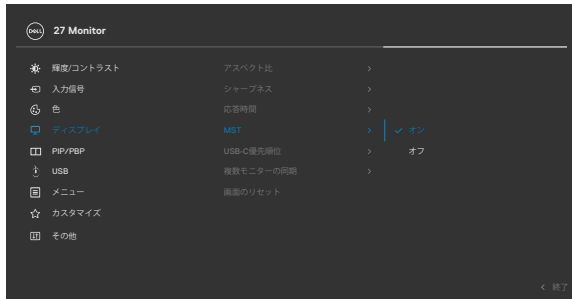 DELL 27 Monitor
輝度/コントラスト アスペクト比
入力信号 シャープネス
色 応答時間
ディスプレイ MST オン
PIP/PBP USB-C優先順位 オフ
USB 複数モニターの同期
メニュー 画面のリセット
カスタマイズ
その他
終了